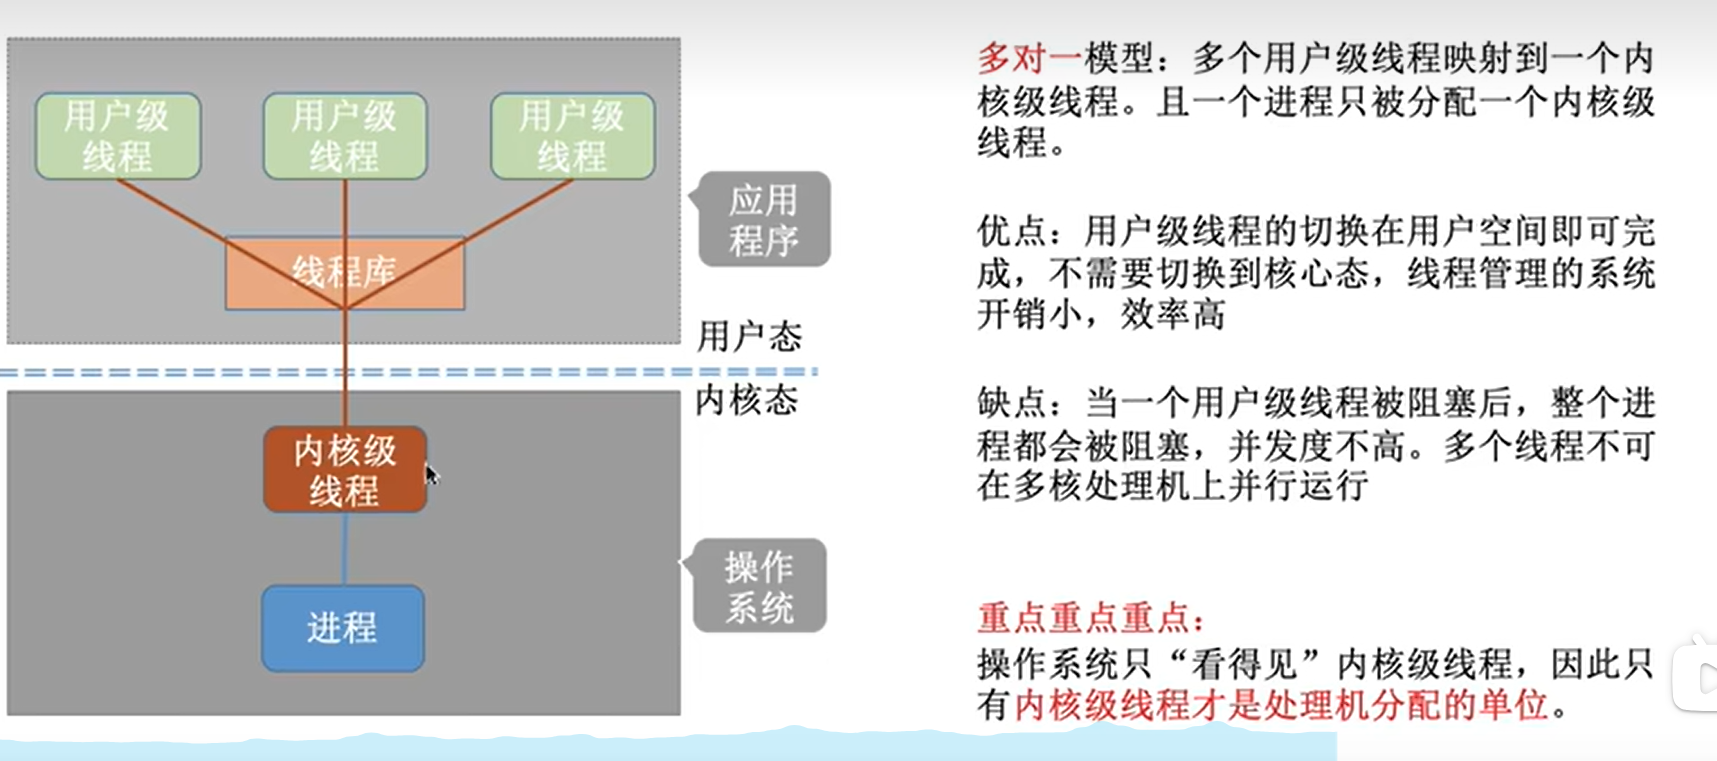 用户级
线程
用户级
线程
用户级
线程
线程库
应用
程序
用户态
内核态
内核级
线程
进程
操作
系统
多对一模型：多个用户级线程映射到一个内
核级线程。且一个进程只被分配一个内核级
线程。
优点：用户级线程的切换在用户空间即可完
成，不需要切换到核心态，线程管理的系统
开销小，效率高
缺点：当一个用户级线程被阻塞后，整个进
程都会被阻塞，并发度不高。多个线程不可
在多核处理机上并行运行
重点重点重点：
操作系统只“看得见”内核级线程，因此只
有内核级线程才是处理机分配的单位。